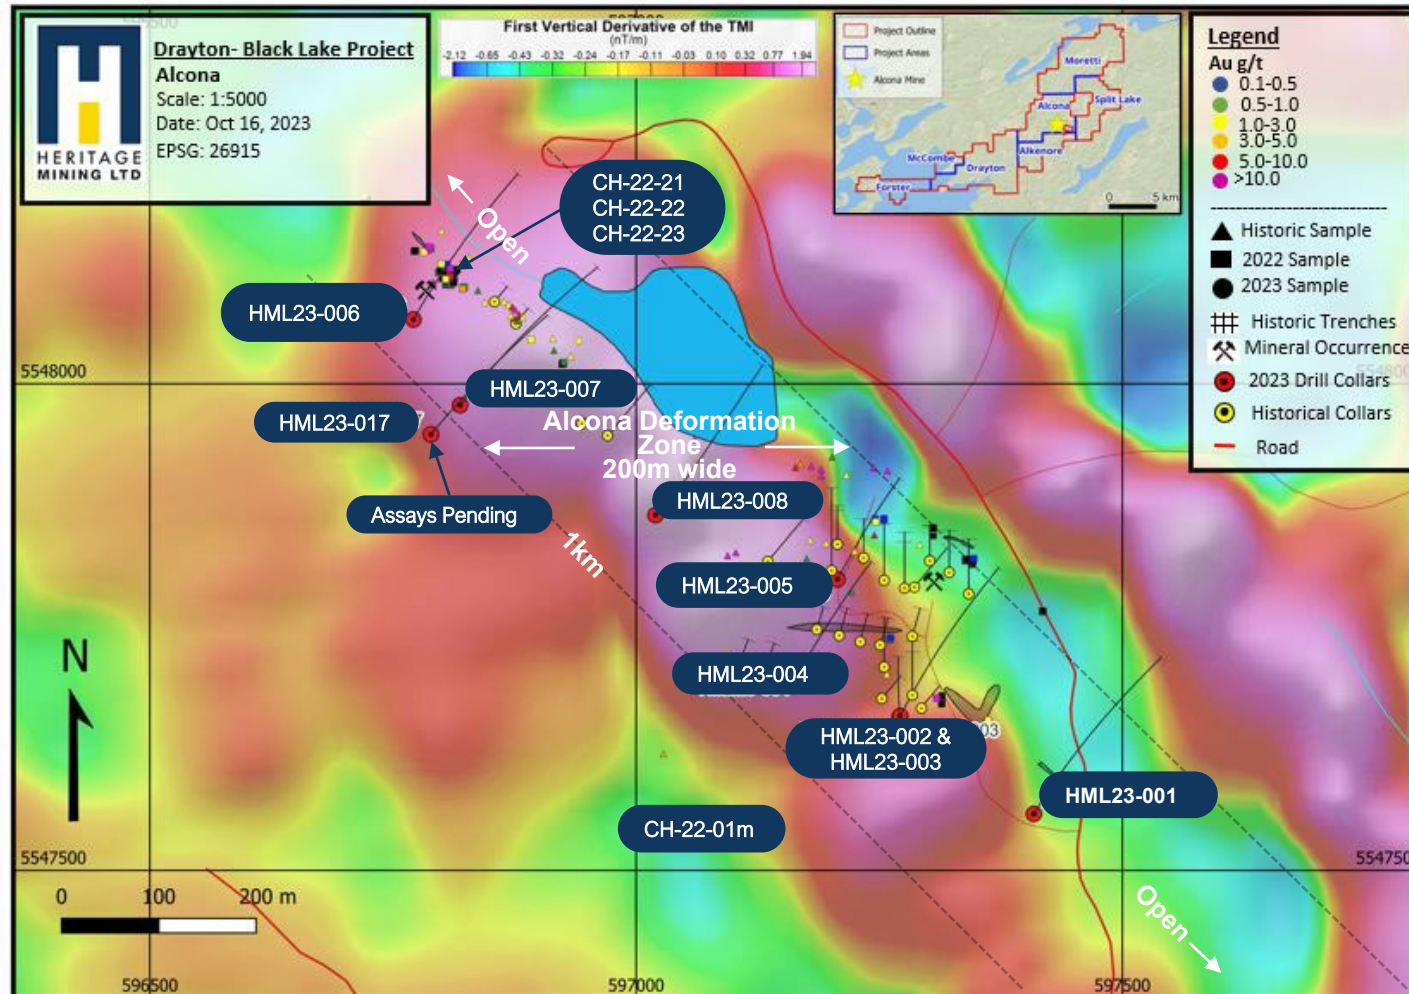 HERITAGE
MINING LTD
Drayton- Black Lake Project
Alcona
Scale: 1:5000
Date: Oct 16, 2023
EPSG: 26915
First Vertical Derivative of the TMI
(nT/m)
-2.12 -0.65 -0.43 -0.32 -0.24 -0.17 -0.11 -0.03 0.10 0.32 0.77 1.94
Project Outline
Project Areas
Alcona Mine
Moretti
Alcona
Split Lake
Alkenore
McCombe
Drayton
Forster
0 5 km
Legend
Au g/t
0.1-0.5
0.5-1.0
1.0-3.0
3.0-5.0
5.0-10.0
>10.0
Historic Sample
2022 Sample
2023 Sample
Historic Trenches
Mineral Occurrence
2023 Drill Collars
Historical Collars
Road
CH-22-21
CH-22-22
CH-22-23
Open
HML23-006
5548000
HML23-007
HML23-017
Alcona Deformation
Zone
200m wide
HML23-008
Assays Pending
1km
HML23-005
N
HML23-004
HML23-002 &
HML23-003
HML23-001
CH-22-01m
5547500
5547500
0 100 200 m
Open
596500
597000
597500